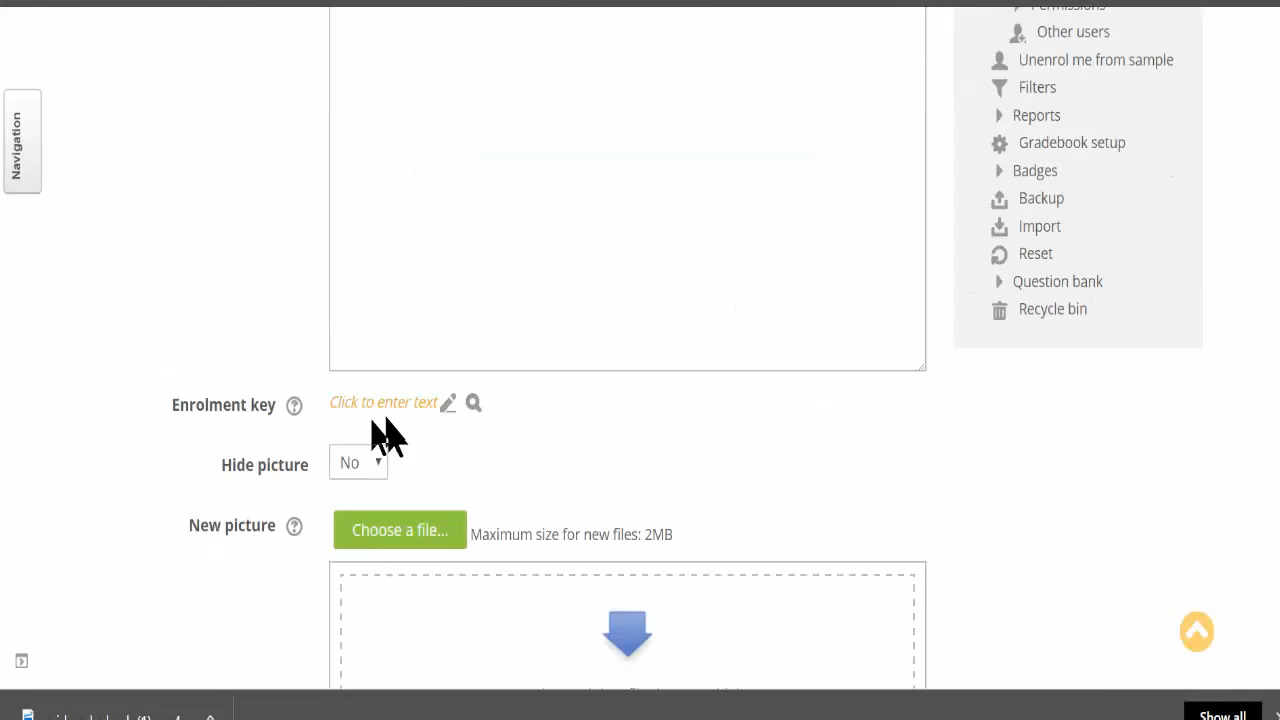 Permissions
Other users
Unenrol me from sample
Filters
Reports
Gradebook setup
Badges
Backup
Import
Reset
Question bank
Recycle bin
Navigation
Enrolment key
Click to enter text
Hide picture
No
New picture
Choose a file...
Maximum size for new files: 2MB
Show all